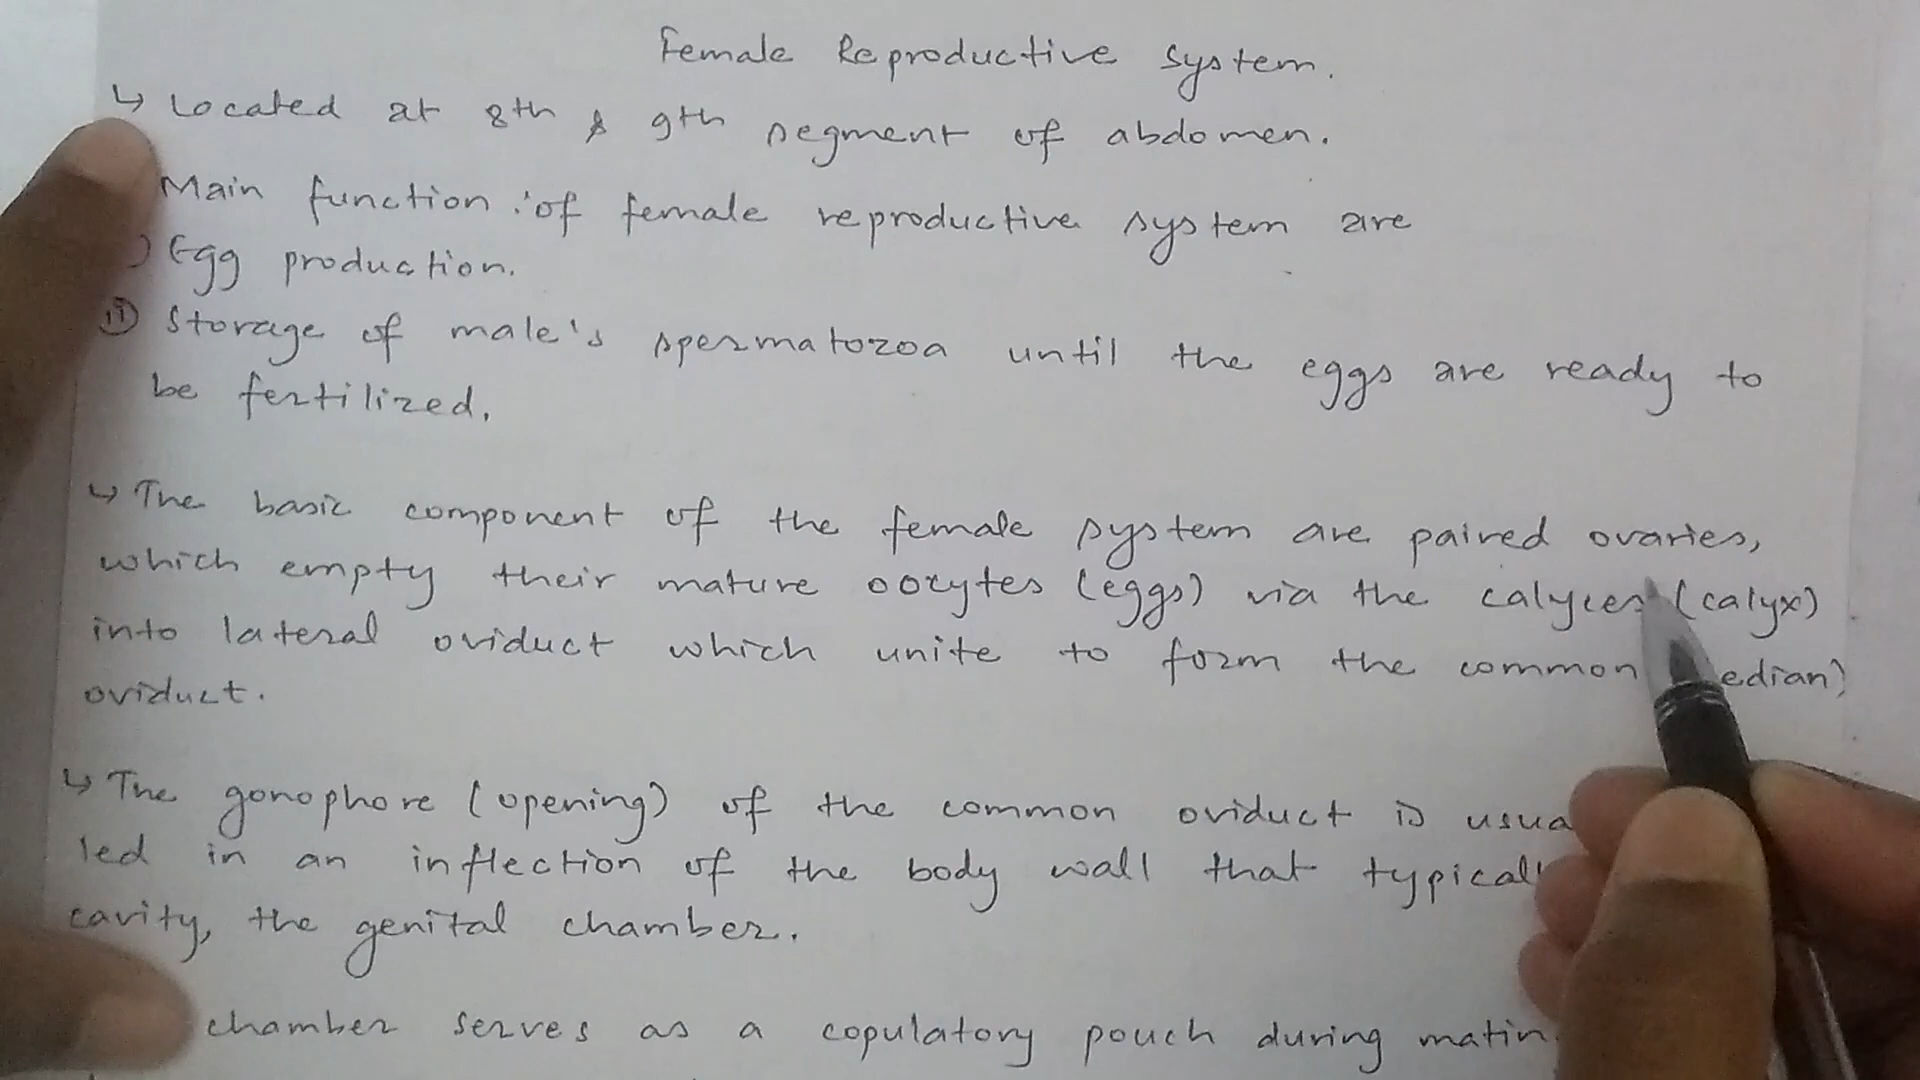 Female Reproductive system.
↳ Located at 8th & 9th segment of abdomen.
Main function of female reproductive system are
) Egg production.
ii) Storage of male's spermatozoa until the eggs are ready to
be fertilized.
↳ The basic component of the female system are paired ovaries,
which empty their mature oocytes (eggs) via the calyces (calyx)
into lateral oviduct which unite to form the common edian)
oviduct.
↳ The gonophore (opening) of the common oviduct is usua
led in an inflection of the body wall that typical
cavity, the genital chamber.
chamber serves as a copulatory pouch during matin